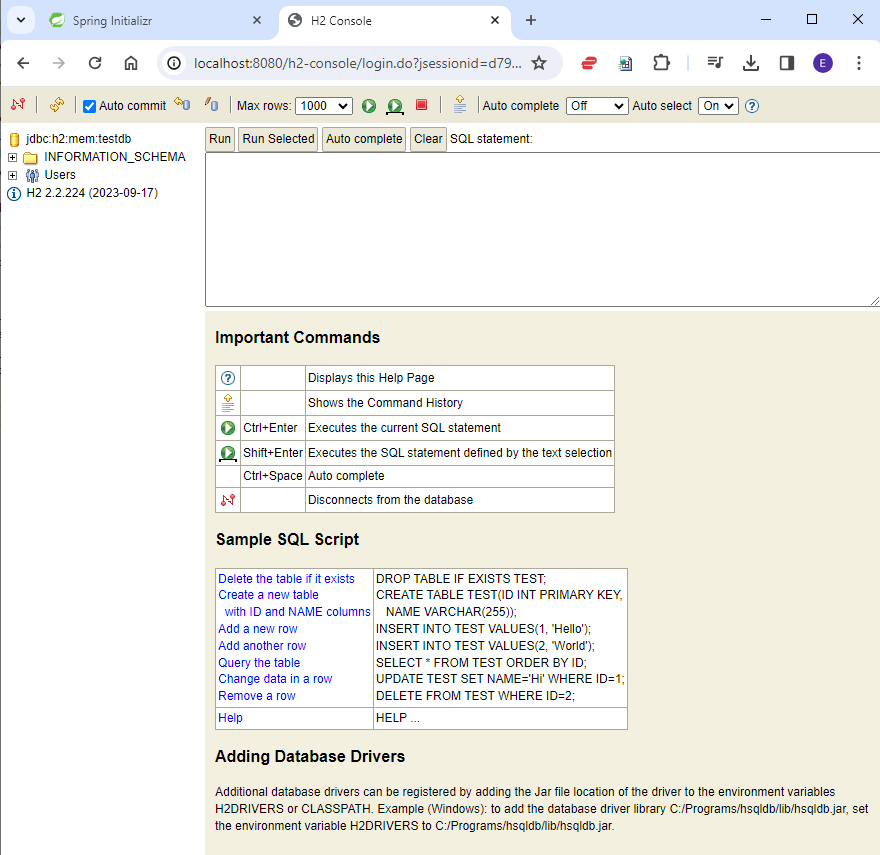 Spring Initializr
H2 Console
localhost:8080/h2-console/login.do?jsessionid=d79...
E
Auto commit
Max rows: 1000
Auto complete Off
Auto select On
jdbc:h2:mem:testdb
INFORMATION_SCHEMA
Users
H2 2.2.224 (2023-09-17)
Run Run Selected Auto complete Clear SQL statement:
Important Commands
Displays this Help Page
Shows the Command History
Ctrl+Enter Executes the current SQL statement
Shift+Enter Executes the SQL statement defined by the text selection
Ctrl+Space Auto complete
Disconnects from the database
Sample SQL Script
Delete the table if it exists DROP TABLE IF EXISTS TEST;
Create a new table CREATE TABLE TEST(ID INT PRIMARY KEY,
with ID and NAME columns NAME VARCHAR(255));
Add a new row INSERT INTO TEST VALUES(1, 'Hello');
Add another row INSERT INTO TEST VALUES(2, 'World');
Query the table SELECT * FROM TEST ORDER BY ID;
Change data in a row UPDATE TEST SET NAME='Hi' WHERE ID=1;
Remove a row DELETE FROM TEST WHERE ID=2;
Help HELP ...
Adding Database Drivers
Additional database drivers can be registered by adding the Jar file location of the driver to the environment variables
H2DRIVERS or CLASSPATH. Example (Windows): to add the database driver library C:/Programs/hsqldb/lib/hsqldb.jar, set
the environment variable H2DRIVERS to C:/Programs/hsqldb/lib/hsqldb.jar.